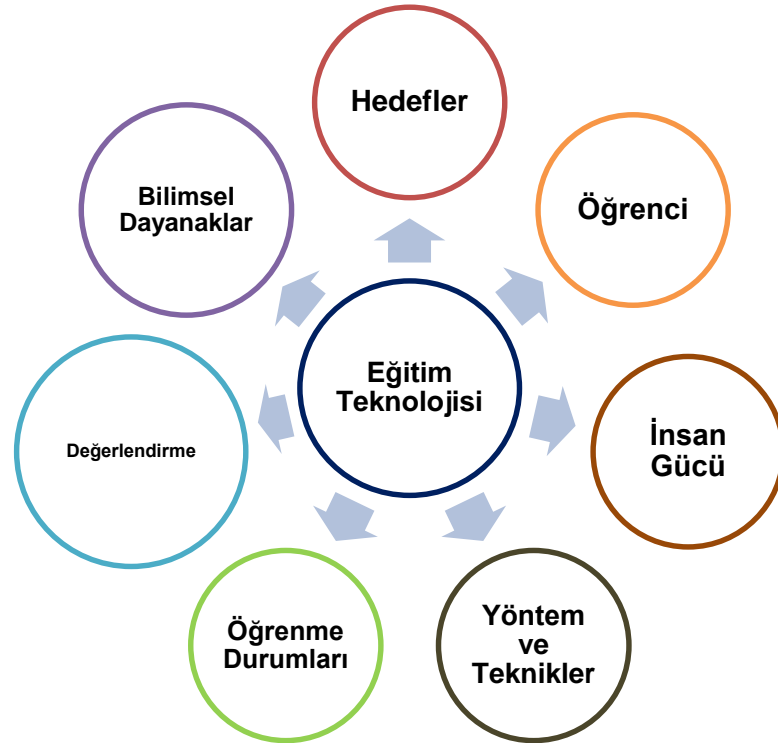 Hedefler
Öğrenci
İnsan
Gücü
Yöntem
ve
Teknikler
Öğrenme
Durumları
Değerlendirme
Bilimsel
Dayanaklar
Eğitim
Teknolojisi